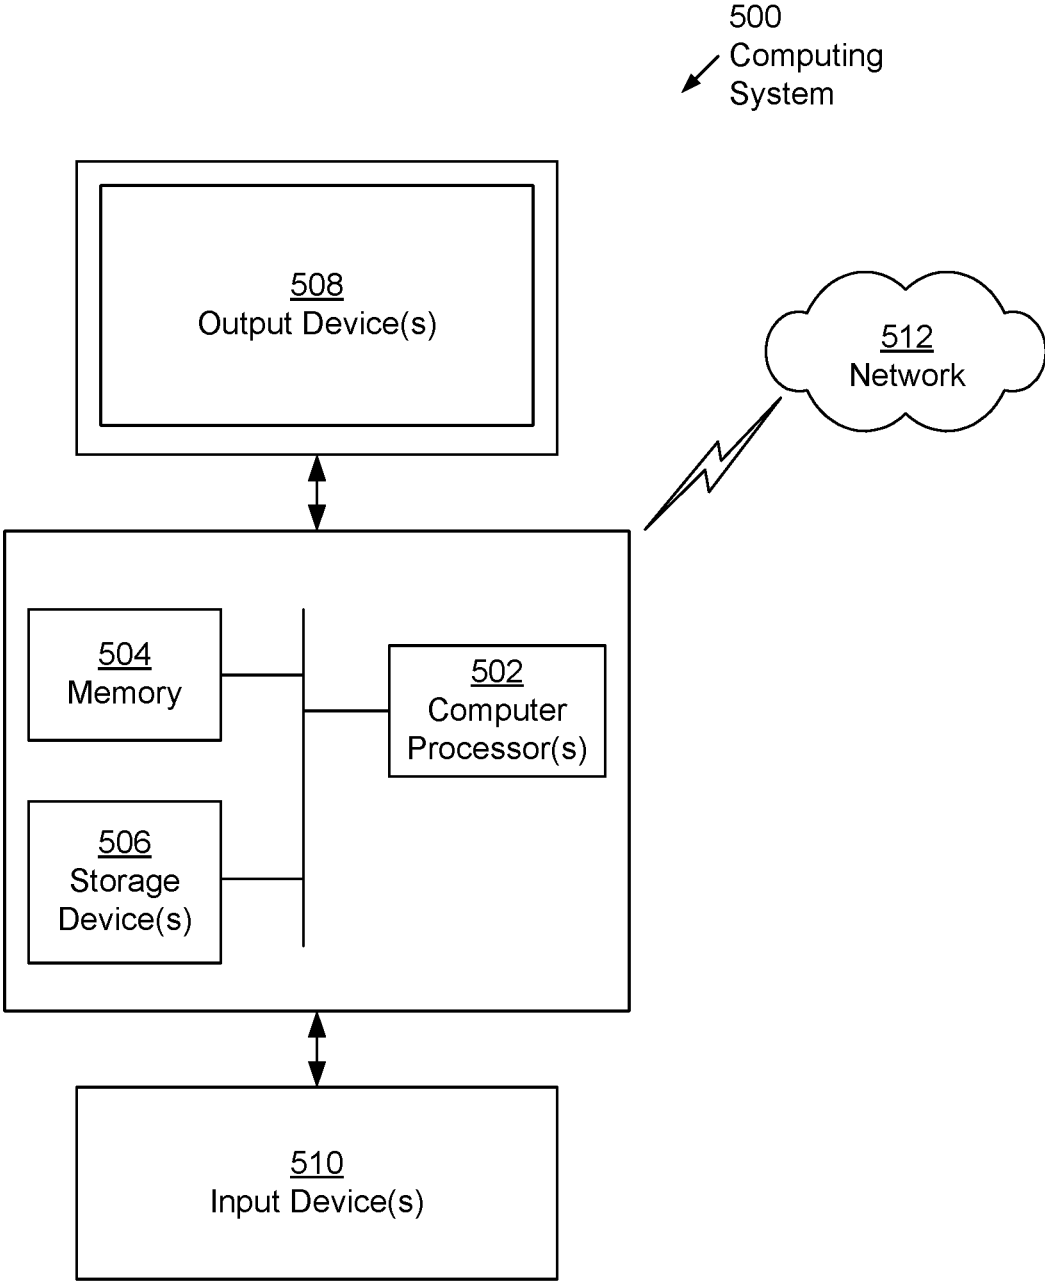 500
Computing
System
508
Output Device(s)
512
Network
504
Memory
502
Computer
Processor(s)
506
Storage
Device(s)
510
Input Device(s)